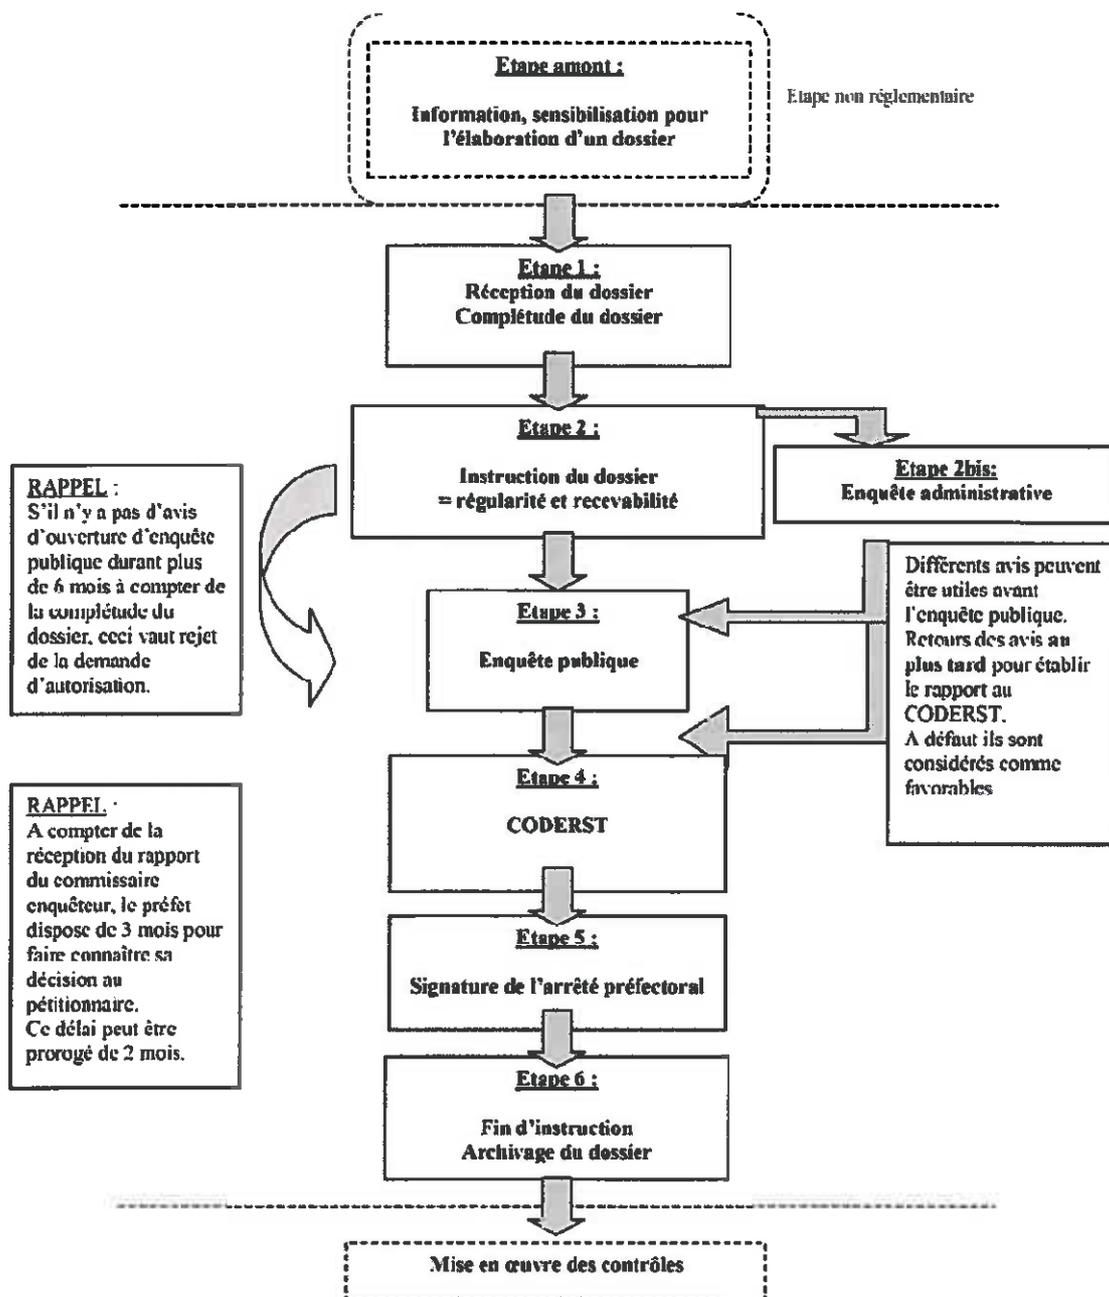 Etape amont :
Information, sensibilisation pour
l'élaboration d'un dossier
Etape non réglementaire
Etape 1 :
Réception du dossier
Complétude du dossier
Etape 2 :
Instruction du dossier
= régularité et recevabilité
Etape 2bis:
Enquête administrative
RAPPEL :
S'il n'y a pas d'avis
d'ouverture d'enquête
publique durant plus
de 6 mois à compter de
la complétude du
dossier, ceci vaut rejet
de la demande
d'autorisation.
Différents avis peuvent
être utiles avant
l'enquête publique.
Retours des avis au
plus tard pour établir
le rapport au
CODERST.
A défaut ils sont
considérés comme
favorables
Etape 3 :
Enquête publique
Etape 4 :
CODERST
RAPPEL :
A compter de la
réception du rapport
du commissaire
enquêteur, le préfet
dispose de 3 mois pour
faire connaître sa
décision au
pétitionnaire.
Ce délai peut être
prorogé de 2 mois.
Etape 5 :
Signature de l'arrêté préfectoral
Etape 6 :
Fin d'instruction
Archivage du dossier
Mise en œuvre des contrôles